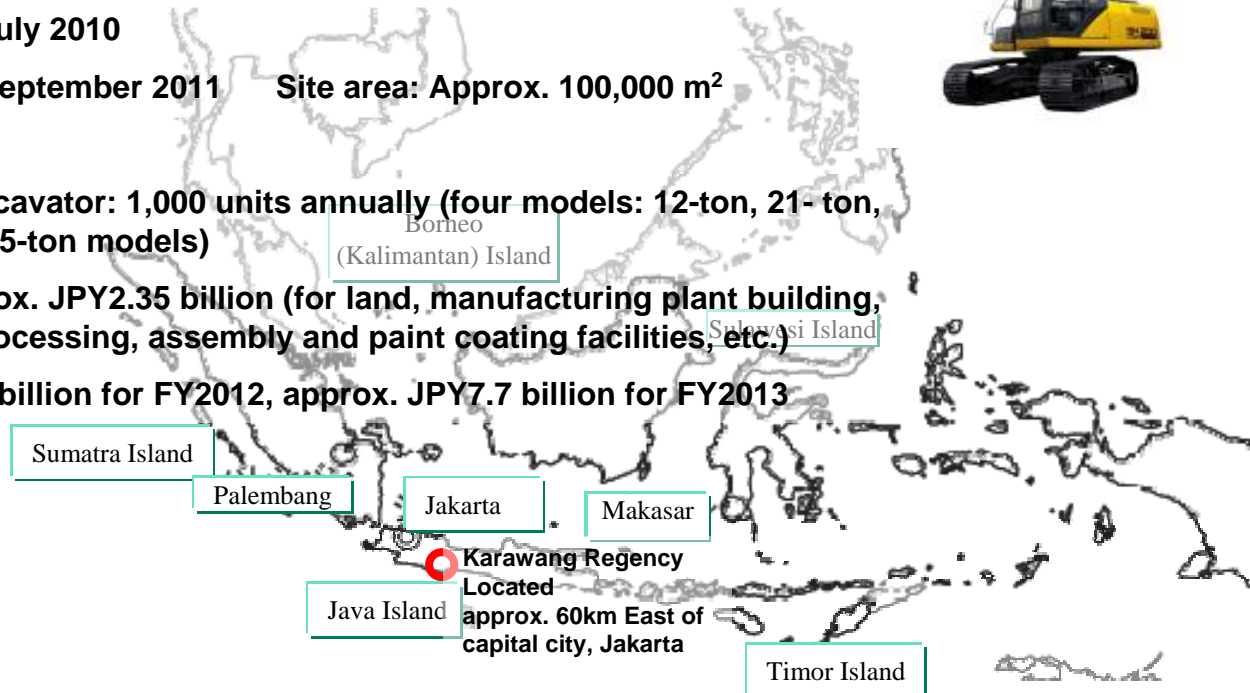 uly 2010
eptember 2011 Site area: Approx. 100,000 m²
cavator: 1,000 units annually (four models: 12-ton, 21- ton,
5-ton models)
Borneo
(Kalimantan) Island
ox. JPY2.35 billion (for land, manufacturing plant building,
ocessing, assembly and paint coating facilities, etc.)
Sulawesi Island
billion for FY2012, approx. JPY7.7 billion for FY2013
Sumatra Island
Palembang
Jakarta
Makasar
Karawang Regency
Located
approx. 60km East of
capital city, Jakarta
Java Island
Timor Island